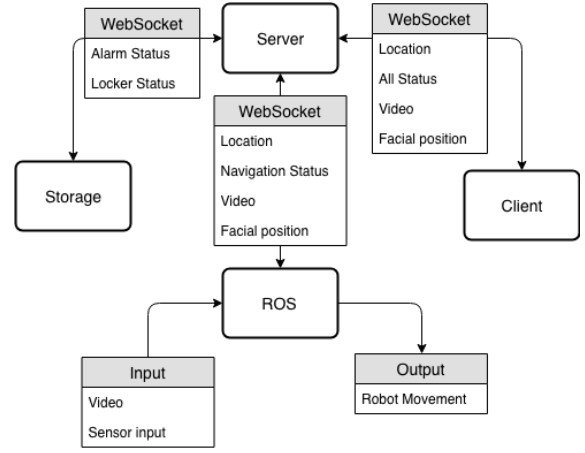 WebSocket
Alarm Status
Locker Status
Server
WebSocket
Location
All Status
Video
Facial position
WebSocket
Location
Navigation Status
Video
Facial position
Storage
Client
ROS
Input
Video
Sensor input
Output
Robot Movement